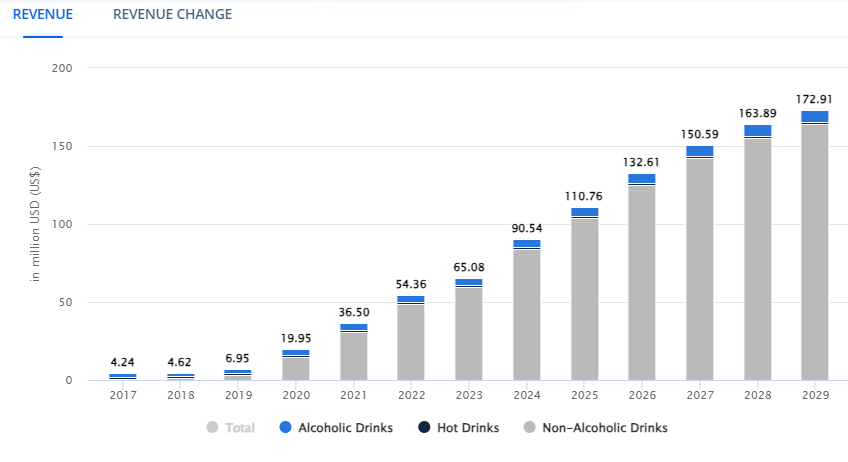 REVENUE REVENUE CHANGE
in million USD (US$)
200
150
100
50
0
4.24 4.62 6.95 19.95 36.50 54.36 65.08 90.54 110.76 132.61 150.59 163.89 172.91
2017 2018 2019 2020 2021 2022 2023 2024 2025 2026 2027 2028 2029
Total Alcoholic Drinks Hot Drinks Non-Alcoholic Drinks